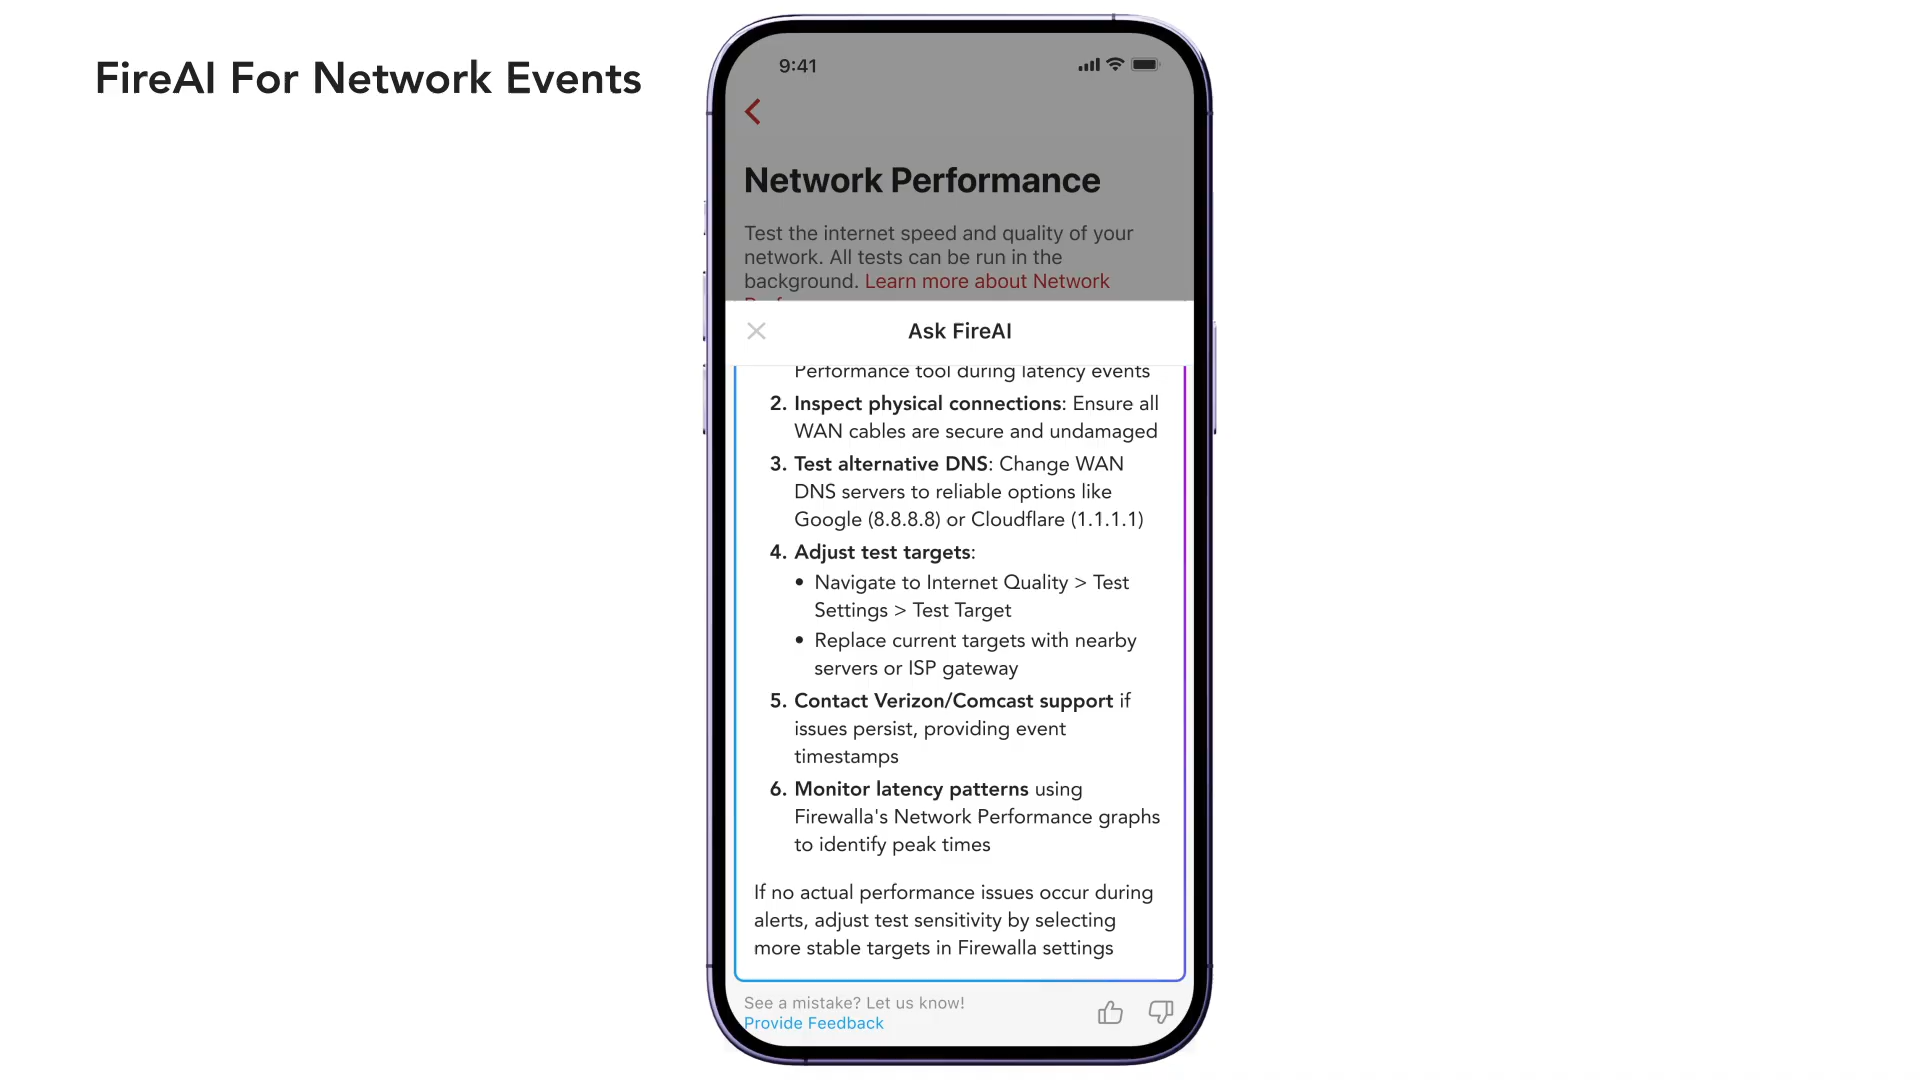 FireAI For Network Events
9:41
Network Performance
Test the internet speed and quality of your
network. All tests can be run in the
background. Learn more about Network
Ask FireAI
Performance tool during latency events
2. Inspect physical connections: Ensure all
WAN cables are secure and undamaged
3. Test alternative DNS: Change WAN
DNS servers to reliable options like
Google (8.8.8.8) or Cloudflare (1.1.1.1)
4. Adjust test targets:
• Navigate to Internet Quality > Test
Settings > Test Target
• Replace current targets with nearby
servers or ISP gateway
5. Contact Verizon/Comcast support if
issues persist, providing event
timestamps
6. Monitor latency patterns using
Firewalla's Network Performance graphs
to identify peak times
If no actual performance issues occur during
alerts, adjust test sensitivity by selecting
more stable targets in Firewalla settings
See a mistake? Let us know!
Provide Feedback